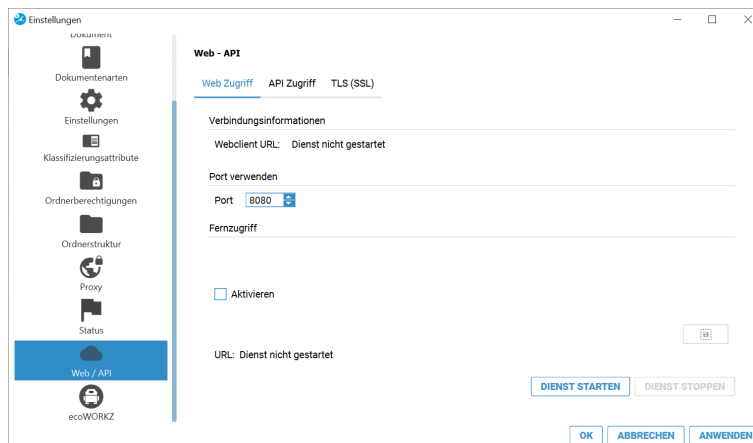 Einstellungen
Dokument
Dokumentenarten
Einstellungen
Klassifizierungsattribute
Ordnerberechtigungen
Ordnerstruktur
Proxy
Status
Web / API
ecoWORKZ
Web - API
Web Zugriff API Zugriff TLS (SSL)
Verbindungsinformationen
Webclient URL: Dienst nicht gestartet
Port verwenden
Port 8080
Fernzugriff
Aktivieren
URL: Dienst nicht gestartet
DIENST STARTEN DIENST STOPPEN
OK ABBRECHEN ANWENDEN